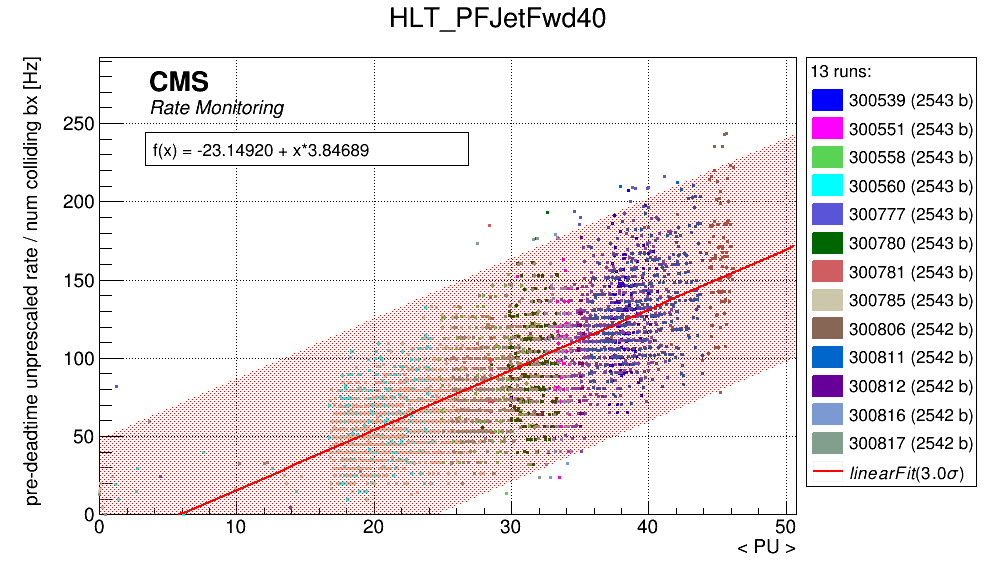 HLT_PFJetFwd40
pre-deadtime unprescaled rate / num colliding bx [Hz]
CMS
Rate Monitoring
f(x) = -23.14920 + x*3.84689
250
200
150
100
50
0
0 10 20 30 40 50
< PU >
13 runs:
300539 (2543 b)
300551 (2543 b)
300558 (2543 b)
300560 (2543 b)
300777 (2543 b)
300780 (2543 b)
300781 (2543 b)
300785 (2543 b)
300806 (2542 b)
300811 (2542 b)
300812 (2542 b)
300816 (2542 b)
300817 (2542 b)
linearFit(3.0σ)